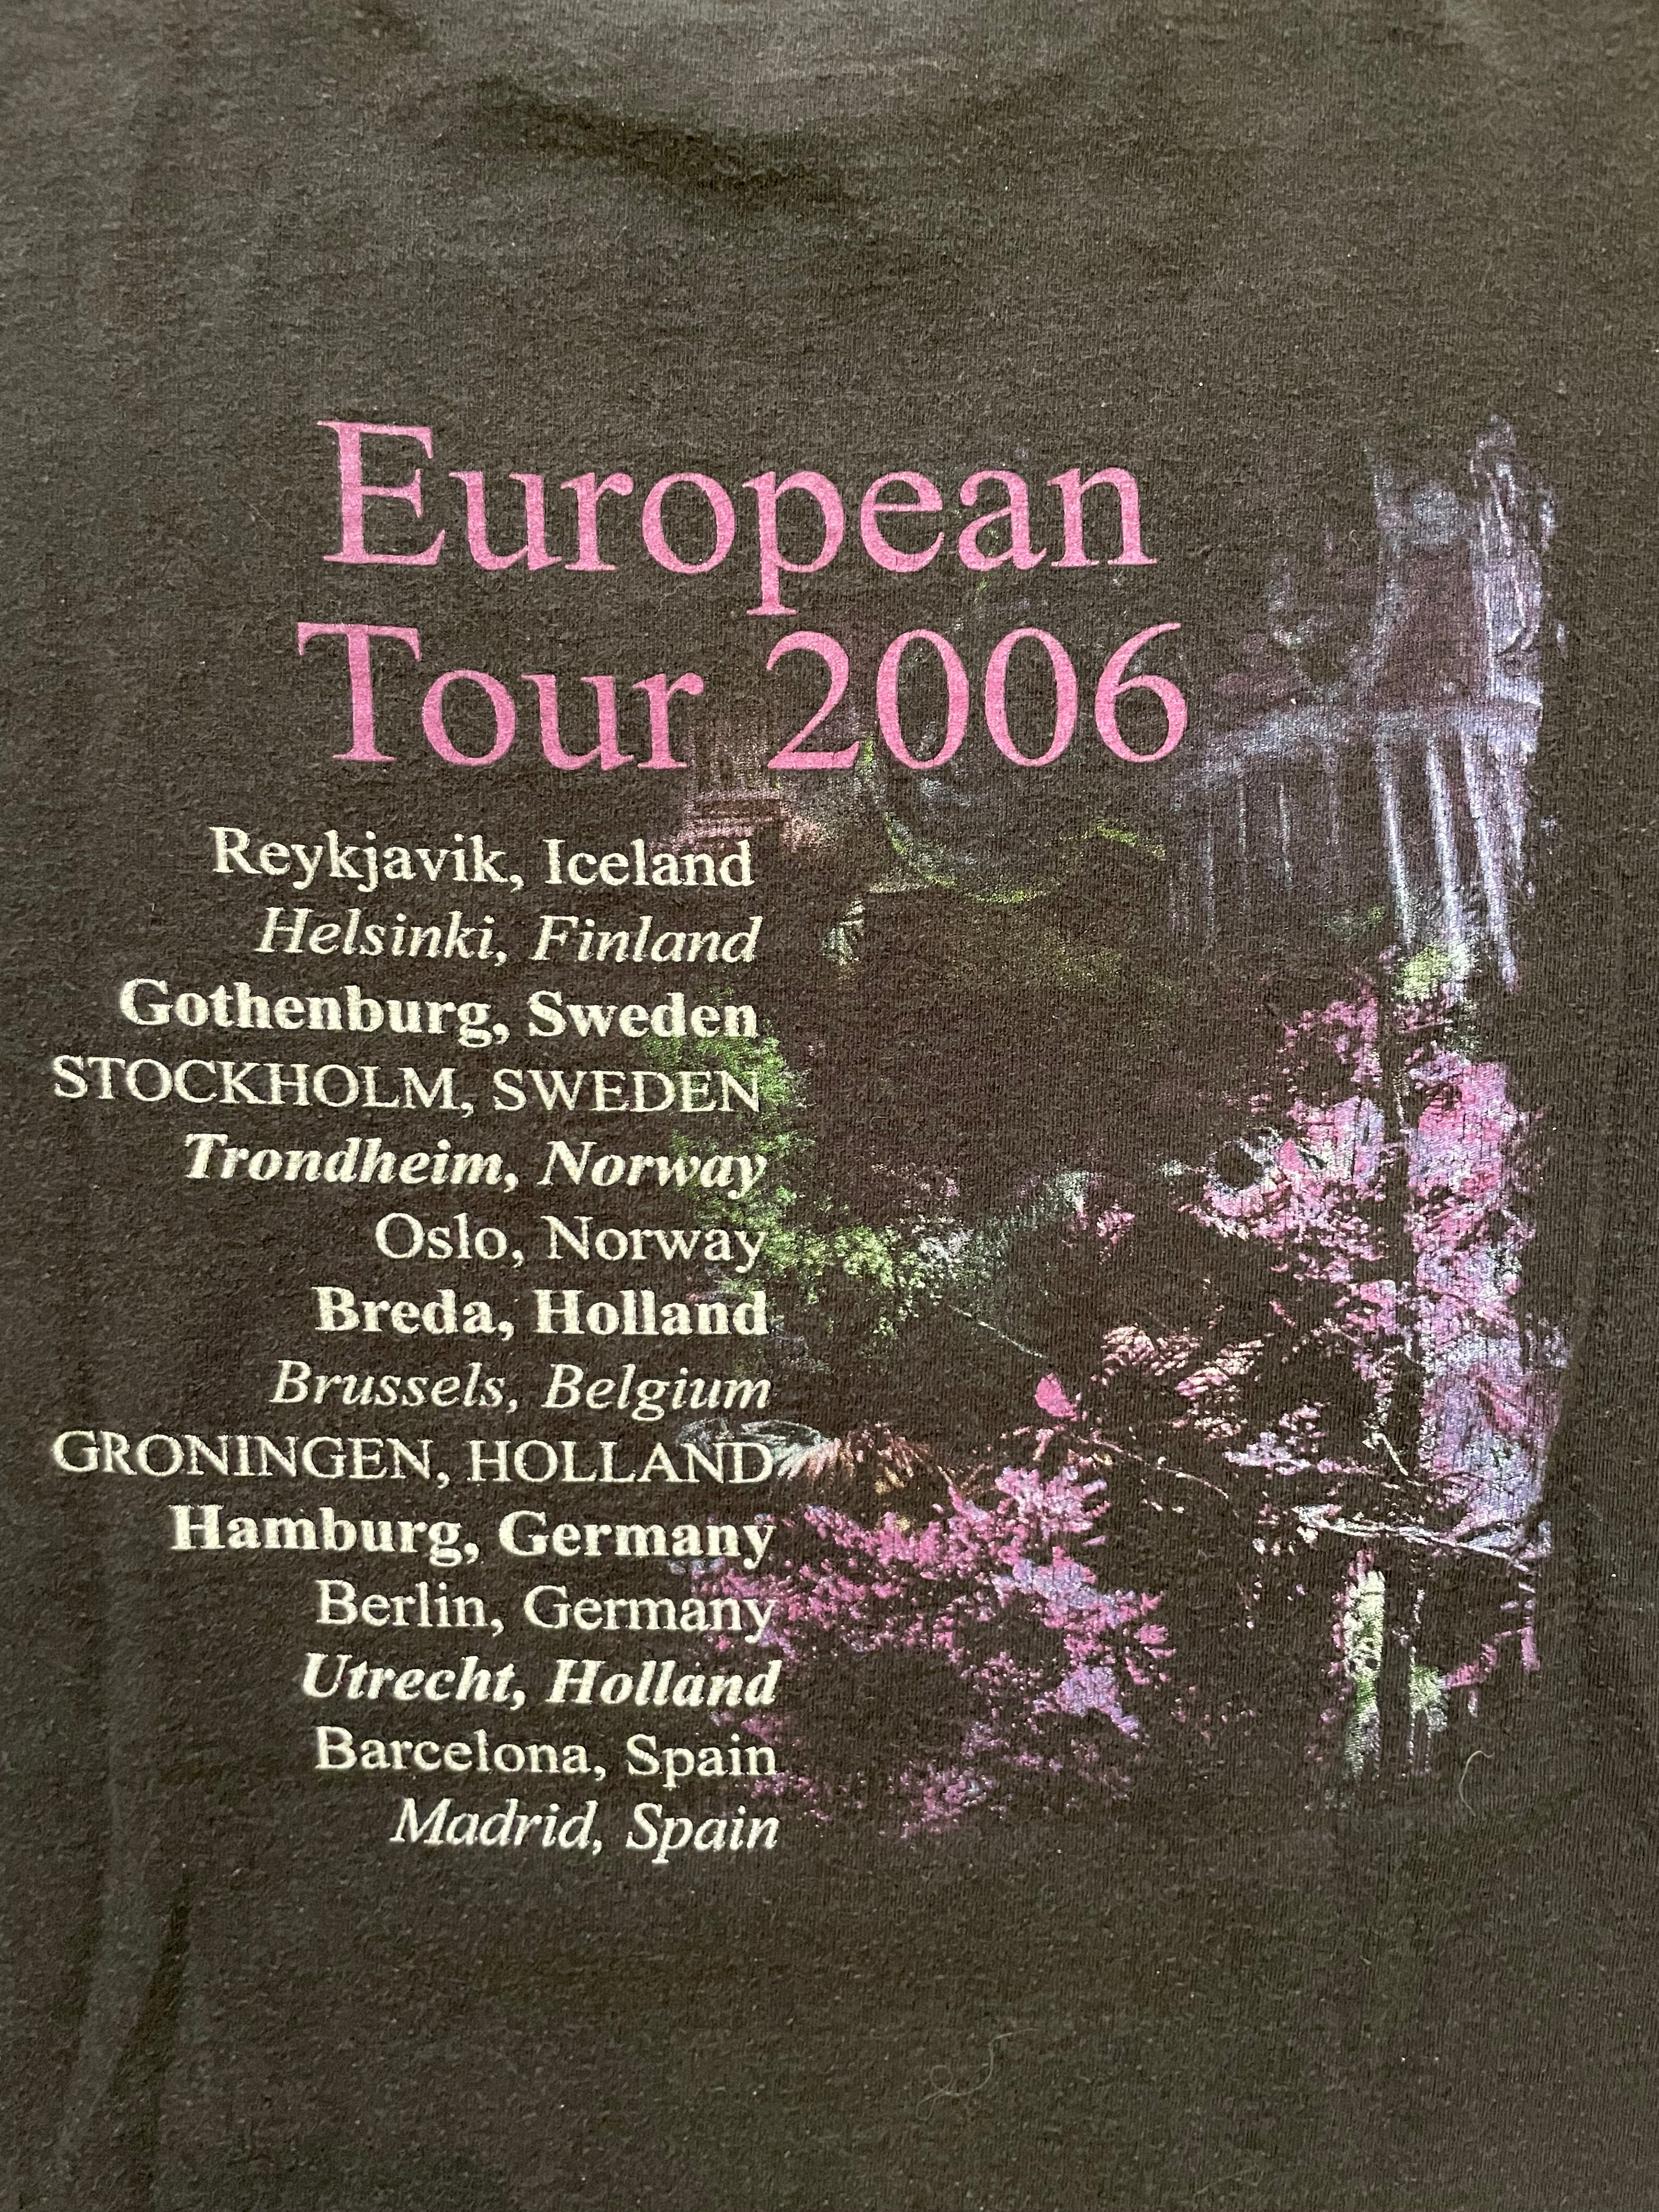 European
Tour 2006
Reykjavik, Iceland
Helsinki, Finland
Gothenburg, Sweden
STOCKHOLM, SWEDEN
Trondheim, Norway
Oslo, Norway
Breda, Holland
Brussels, Belgium
GRONINGEN, HOLLAND
Hamburg, Germany
Berlin, Germany
Utrecht, Holland
Barcelona, Spain
Madrid, Spain